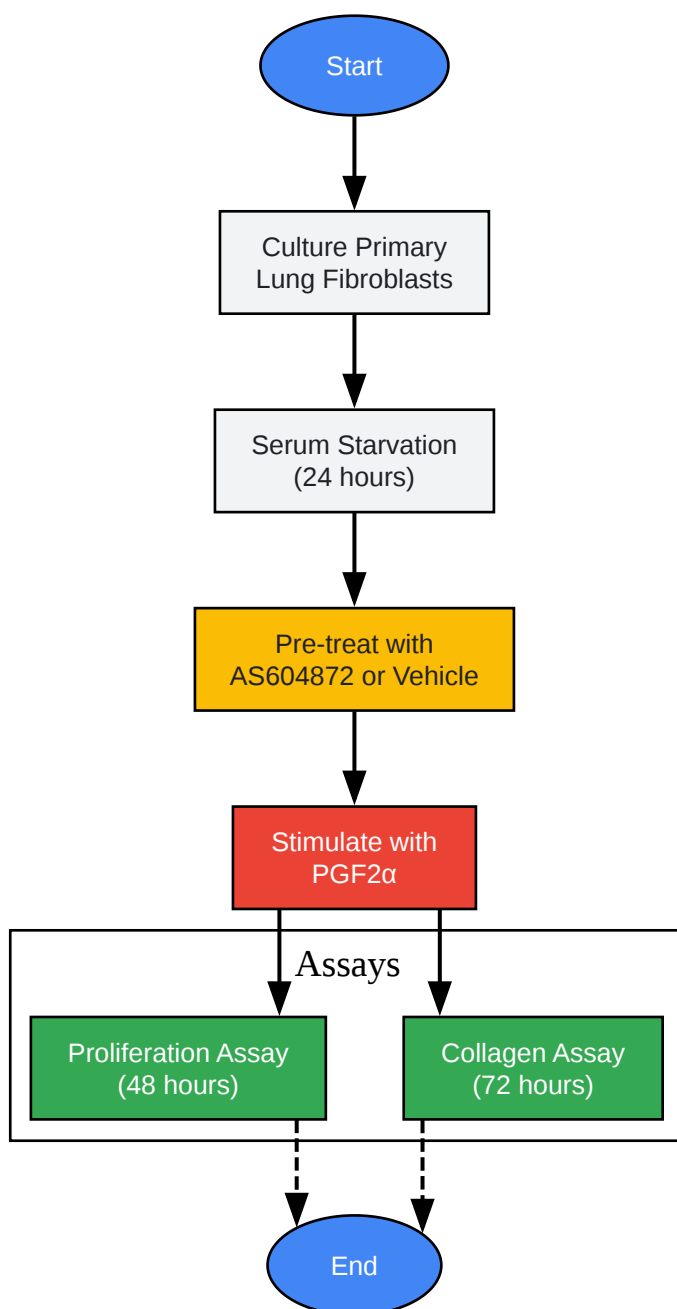 Start
Culture Primary
Lung Fibroblasts
Serum Starvation
(24 hours)
Pre-treat with
AS604872 or Vehicle
Stimulate with
PGF2α
Assays
Proliferation Assay
(48 hours)
Collagen Assay
(72 hours)
End